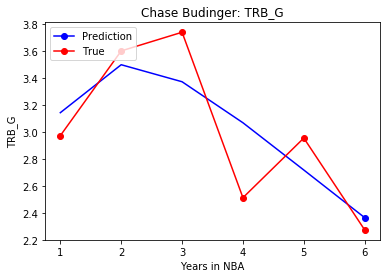 Chase Budinger: TRB_G
Prediction
True
3.8
3.6
3.4
3.2
3.0
2.8
2.6
2.4
2.2
TRB_G
1 2 3 4 5 6
Years in NBA